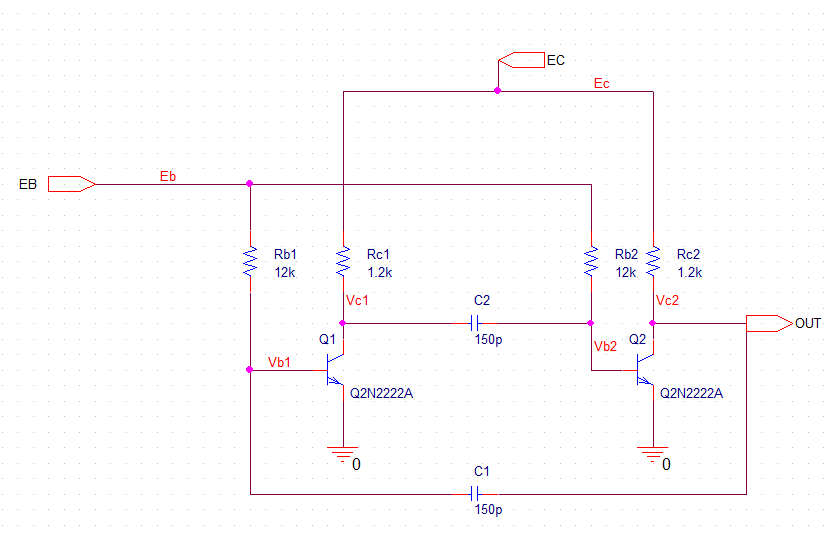 EC
Ec
EB
Eb
Rb1
12k
Rc1
1.2k
Rb2
12k
Rc2
1.2k
Vc1
C2
150p
Vc2
OUT
Q1
Vb1
Q2N2222A
Vb2
Q2
Q2N2222A
0
0
C1
150p